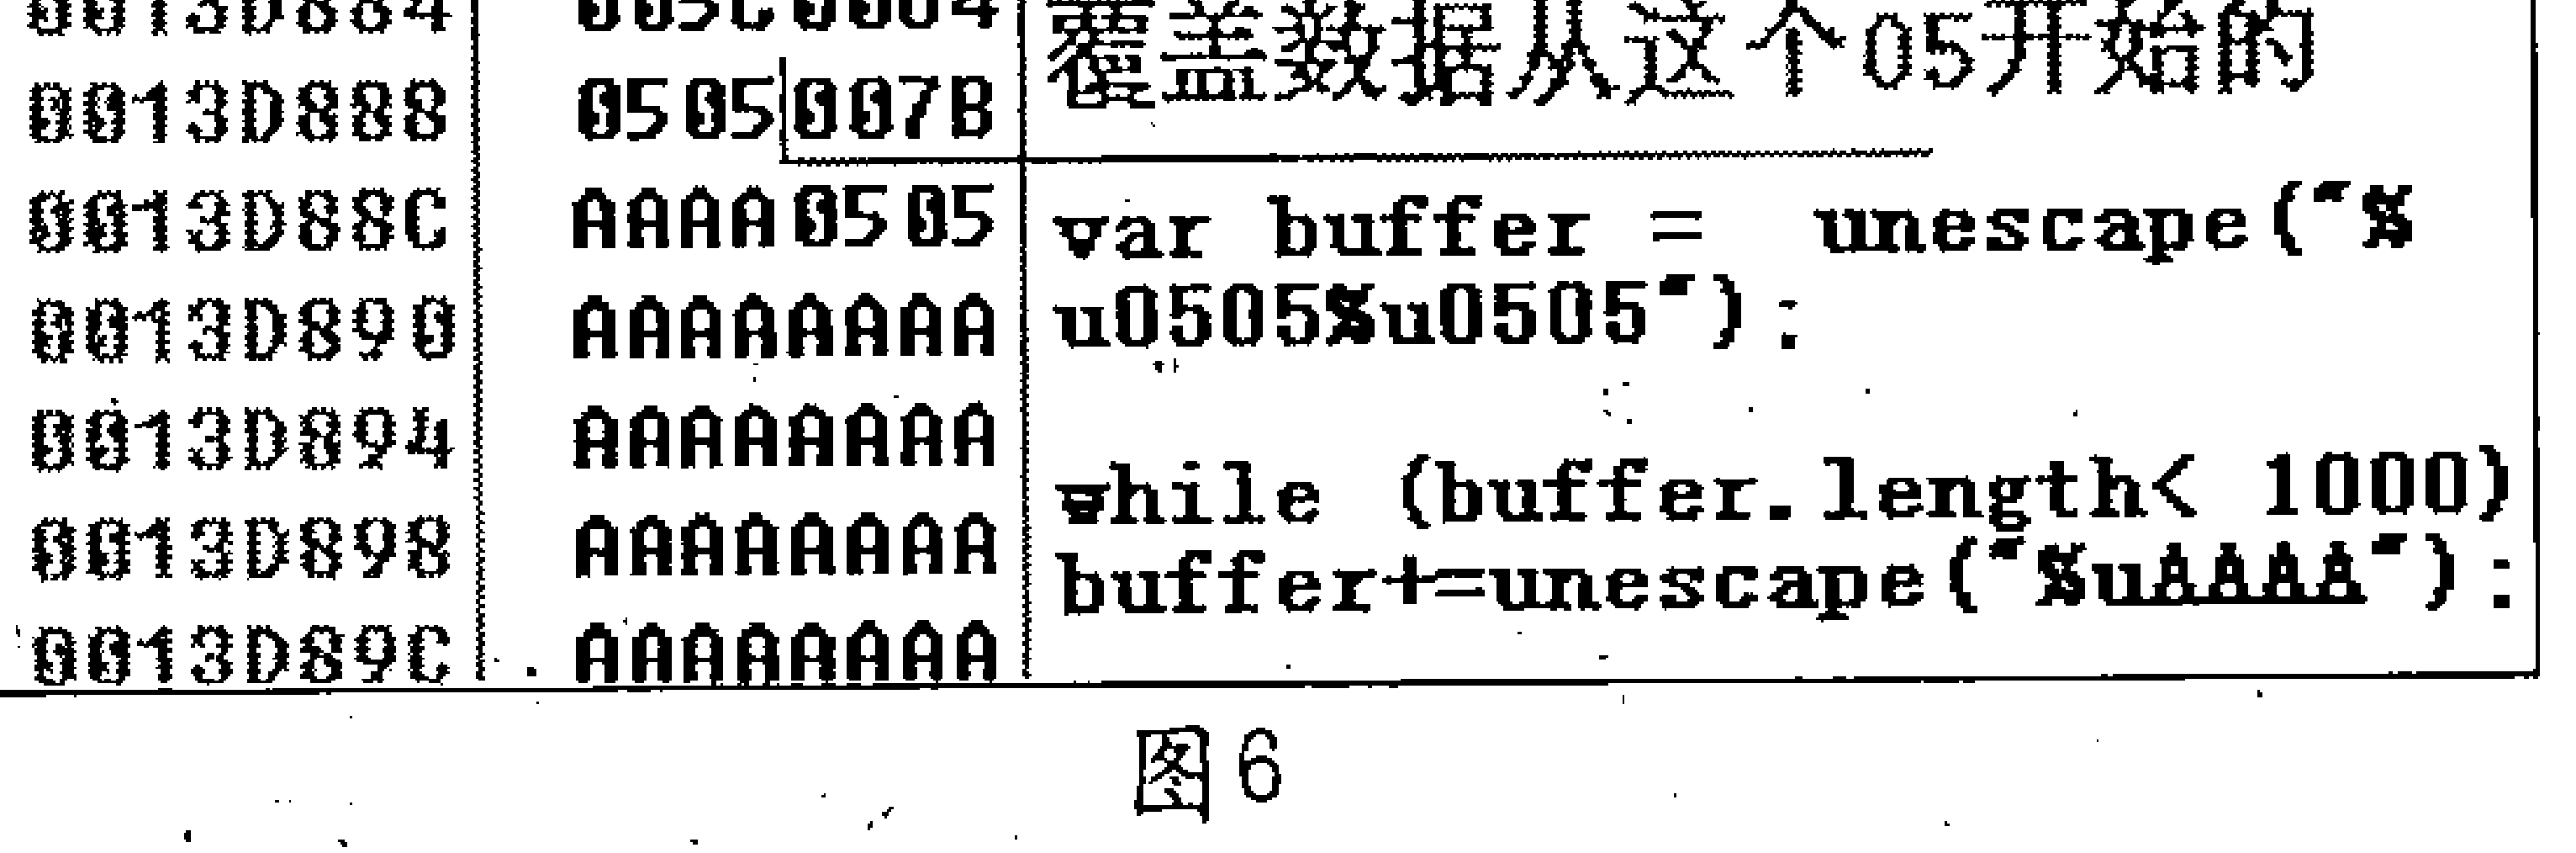 0013D884 005C0064 覆盖数据从这个05开始的
0013D888 0505007B
0013D88C AAAA0505 var buffer = unescape("%
0013D890 AAAAAAAA u0505%u0505");
0013D894 AAAAAAAA
0013D898 AAAAAAAA while (buffer.length< 1000)
0013D89C AAAAAAAA buffer+=unescape("%uAAAA");
图6